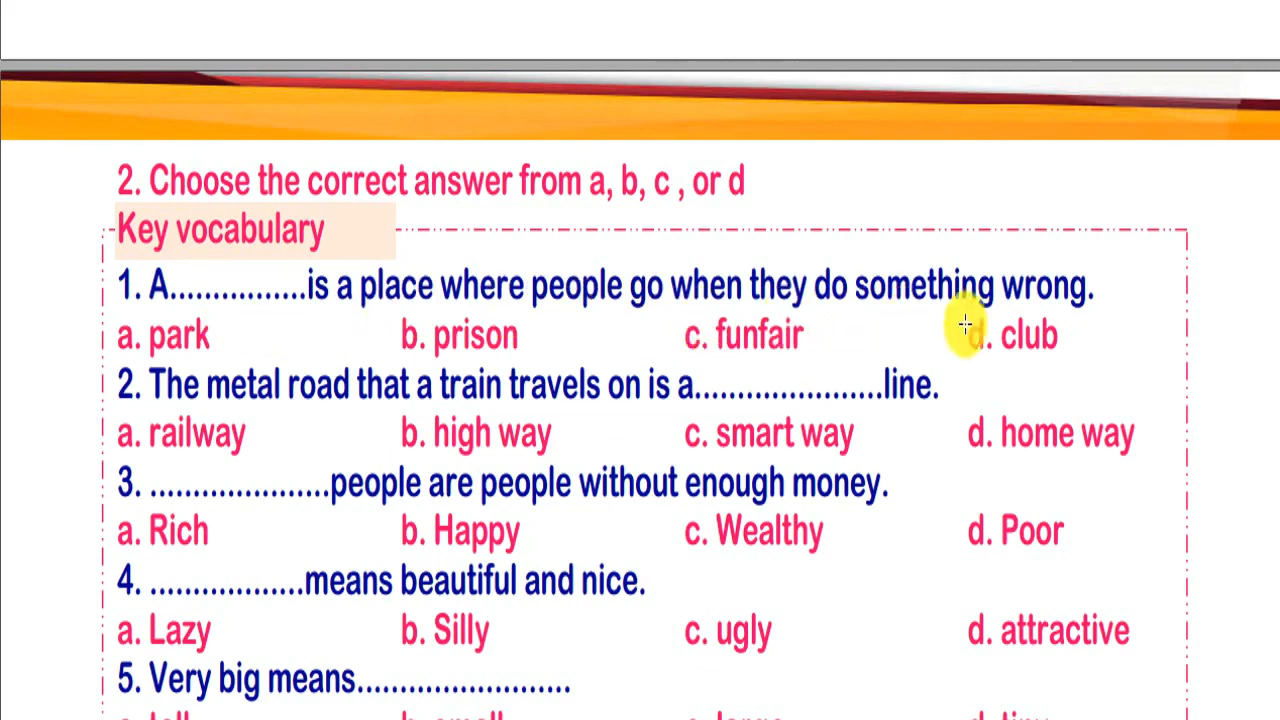 2. Choose the correct answer from a, b, c , or d
Key vocabulary
1. A................is a place where people go when they do something wrong.
a. park b. prison c. funfair d. club
2. The metal road that a train travels on is a......................line.
a. railway b. high way c. smart way d. home way
3. .....................people are people without enough money.
a. Rich b. Happy c. Wealthy d. Poor
4. ..................means beautiful and nice.
a. Lazy b. Silly c. ugly d. attractive
5. Very big means.........................